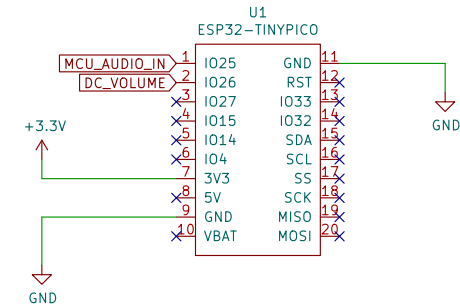 U1
ESP32-TINYPICO
MCU_AUDIO_IN 1 IO25 GND 11
DC_VOLUME 2 IO26 RST 12
3 IO27 IO33 13
+3.3V 4 IO15 IO32 14
GND
5 IO14 SDA 15
6 IO4 SCL 16
7 3V3 SS 17
8 5V SCK 18
9 GND MISO 19
10 VBAT MOSI 20
GND